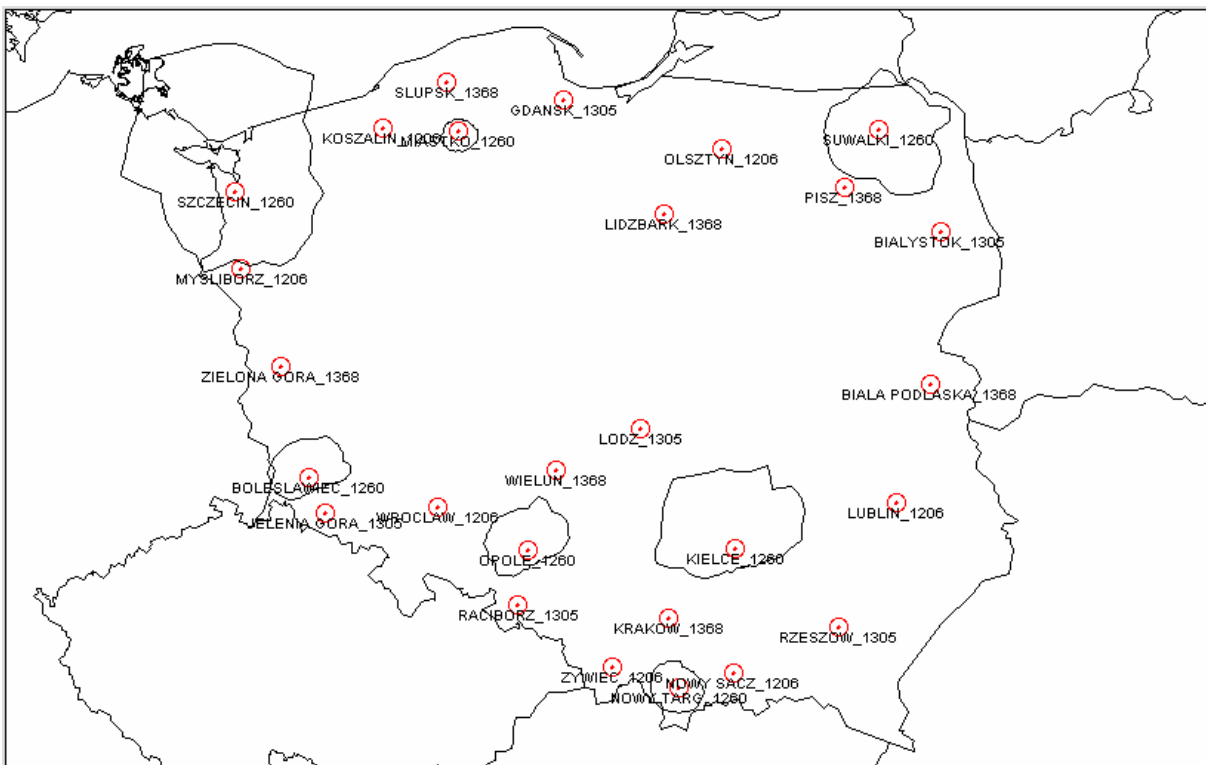 SLUPSK_1368
GDANSK_1305
KOSZALIN_1206
MIASTKO_1260
SUWALKI_1260
OLSZTYN_1206
SZCZECIN_1260
PISZ_1368
LIDZBARK_1368
BIALYSTOK_1305
MYSLIBORZ_1206
ZIELONA GORA_1368
BIALA PODLASKA_1368
LODZ_1305
WIELUN_1368
BOLESLAWIEC_1260
WROCLAW_1206
LUBLIN_1206
JELENIA GORA_1305
OPOLE_1260
KIELCE_1260
RACIBORZ_1305
KRAKOW_1368
RZESZOW_1305
ZYWIEC_1206
NOWY SACZ_1206
NOWY TARG_1260